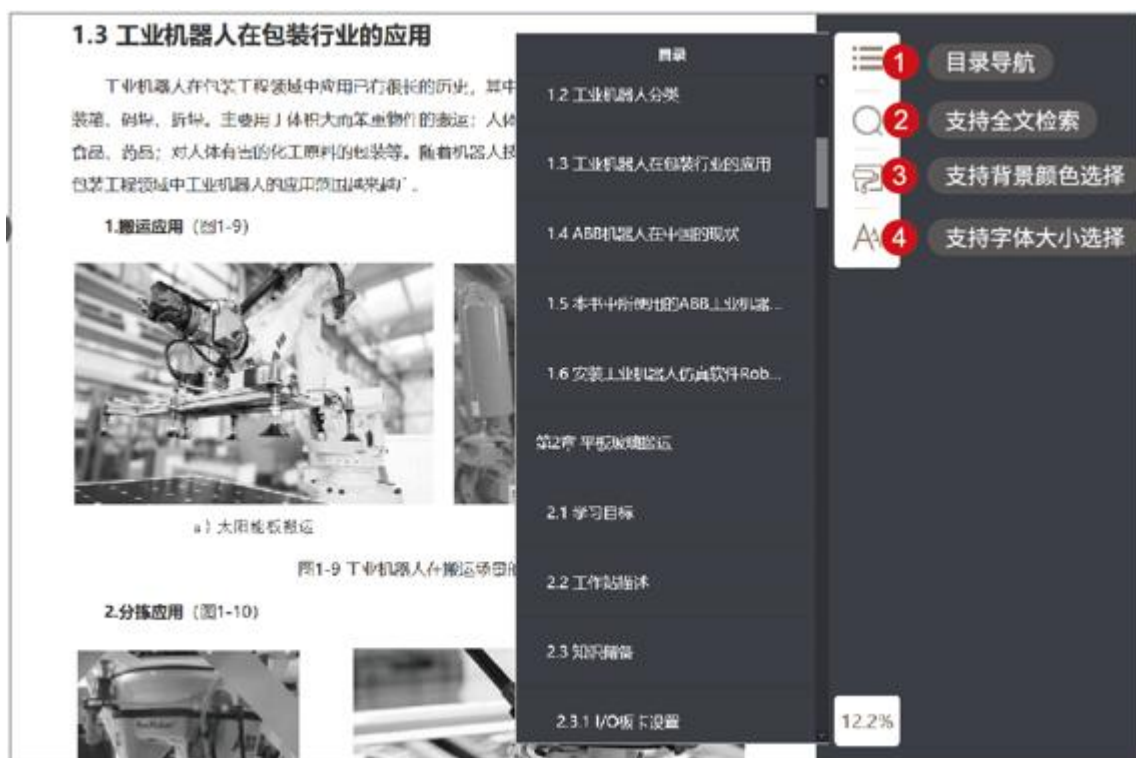 1.3 工业机器人在包装行业的应用
工业机器人在包装工程领域中应用已有很长的历史，其中
装箱、码垛、拆垛。主要用于体积大而笨重物件的搬运；人体
食品、药品；对人体有害的化工原料的包装等。随着机器人技
包装工程领域中工业机器人的应用范围越来越广。
1.搬运应用（图1-9）
a）太阳能板搬运
图1-9 工业机器人在搬运场
2.分拣应用（图1-10）
目录
1.2 工业机器人分类
1.3 工业机器人在包装行业的应用
1.4 ABB机器人在中国的现状
1.5 本书中所使用的ABB工业机器...
1.6 安装工业机器人仿真软件Rob...
第2章 平板玻璃搬运
2.1 学习目标
2.2 工作站描述
2.3 知识储备
2.3.1 I/O板卡设置
1 目录导航
2 支持全文检索
3 支持背景颜色选择
4 支持字体大小选择
12.2%